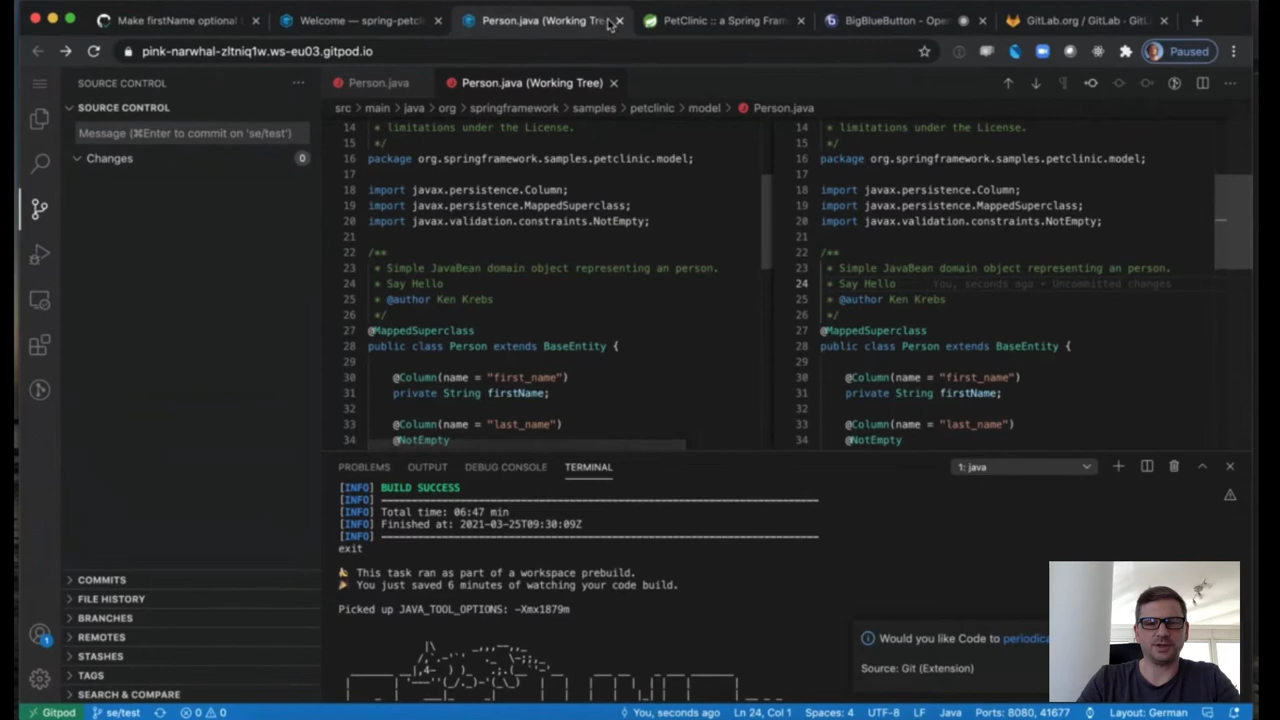 Make firstName optional
Welcome — spring-petcl
Person.java (Working Tre
PetClinic :: a Spring Fram
BigBlueButton - Ope
GitLab.org / GitLab · GitL
pink-narwhal-zltniq1w.ws-eu03.gitpod.io
Paused
SOURCE CONTROL
Person.java
Person.java (Working Tree)
SOURCE CONTROL
src > main > java > org > springframework > samples > petclinic > model > Person.java
Message (⌘Enter to commit on 'se/test')
Changes
0
14 * limitations under the License.
15 */
16 package org.springframework.samples.petclinic.model;
17
18 import javax.persistence.Column;
19 import javax.persistence.MappedSuperclass;
20 import javax.validation.constraints.NotEmpty;
21
22 /**
23 * Simple JavaBean domain object representing an person.
24 * Say Hello
25 * @author Ken Krebs
26 */
27 @MappedSuperclass
28 public class Person extends BaseEntity {
29
30 @Column(name = "first_name")
31 private String firstName;
32
33 @Column(name = "last_name")
34 @NotEmpty
14 * limitations under the License.
15 */
16 package org.springframework.samples.petclinic.model;
17
18 import javax.persistence.Column;
19 import javax.persistence.MappedSuperclass;
20 import javax.validation.constraints.NotEmpty;
21
22 /**
23 * Simple JavaBean domain object representing an person.
24 * Say Hello You, seconds ago • Uncommitted changes
25 * @author Ken Krebs
26 */
27 @MappedSuperclass
28 public class Person extends BaseEntity {
29
30 @Column(name = "first_name")
31 private String firstName;
32
33 @Column(name = "last_name")
34 @NotEmpty
PROBLEMS OUTPUT DEBUG CONSOLE TERMINAL
1: java
[INFO] BUILD SUCCESS
[INFO]
[INFO] Total time: 06:47 min
[INFO] Finished at: 2021-03-25T09:30:09Z
[INFO]
exit
This task ran as part of a workspace prebuild.
You just saved 6 minutes of watching your code build.
Picked up JAVA_TOOL_OPTIONS: -Xmx1879m
COMMITS
FILE HISTORY
BRANCHES
REMOTES
STASHES
TAGS
SEARCH & COMPARE
1
Would you like Code to periodica
Source: Git (Extension)
Gitpod
se/test
0 0
You, seconds ago
Ln 24, Col 1
Spaces: 4
UTF-8
LF
Java
Ports: 8080, 41677
Layout: German